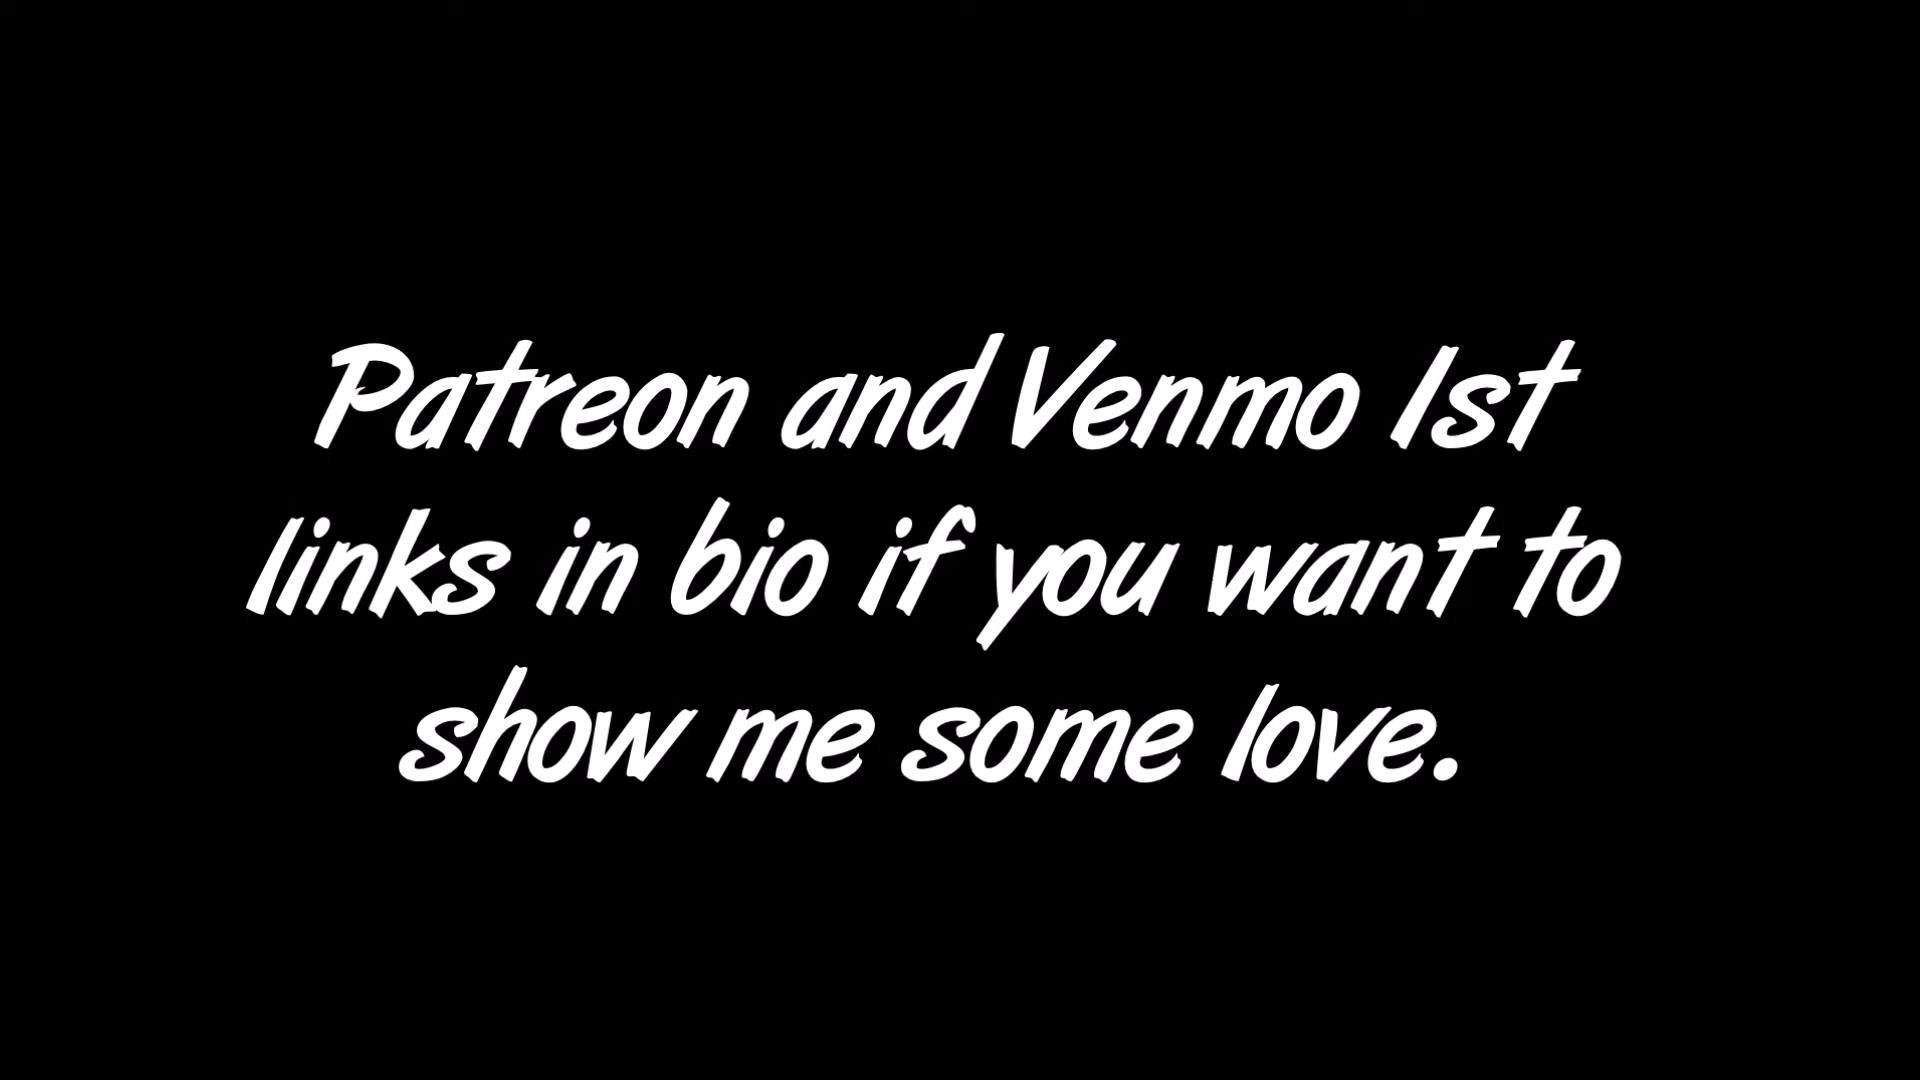 Patreon and Venmo 1st
links in bio if you want to
show me some love.